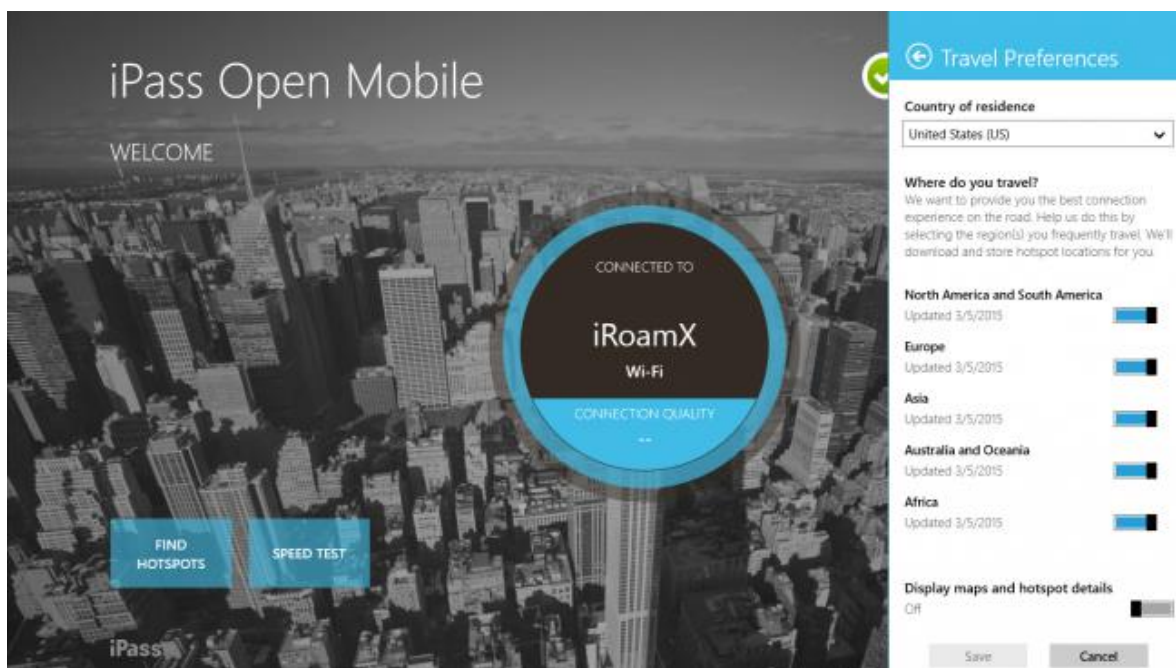 iPass Open Mobile
WELCOME
CONNECTED TO
iRoamX
Wi-Fi
CONNECTION QUALITY
--
FIND
HOTSPOTS
SPEED TEST
iPass
Travel Preferences
Country of residence
United States (US)
Where do you travel?
We want to provide you the best connection
experience on the road. Help us do this by
selecting the region(s) you frequently travel. We'll
download and store hotspot locations for you.
North America and South America
Updated 3/5/2015
Europe
Updated 3/5/2015
Asia
Updated 3/5/2015
Australia and Oceania
Updated 3/5/2015
Africa
Updated 3/5/2015
Display maps and hotspot details
Off
Save
Cancel